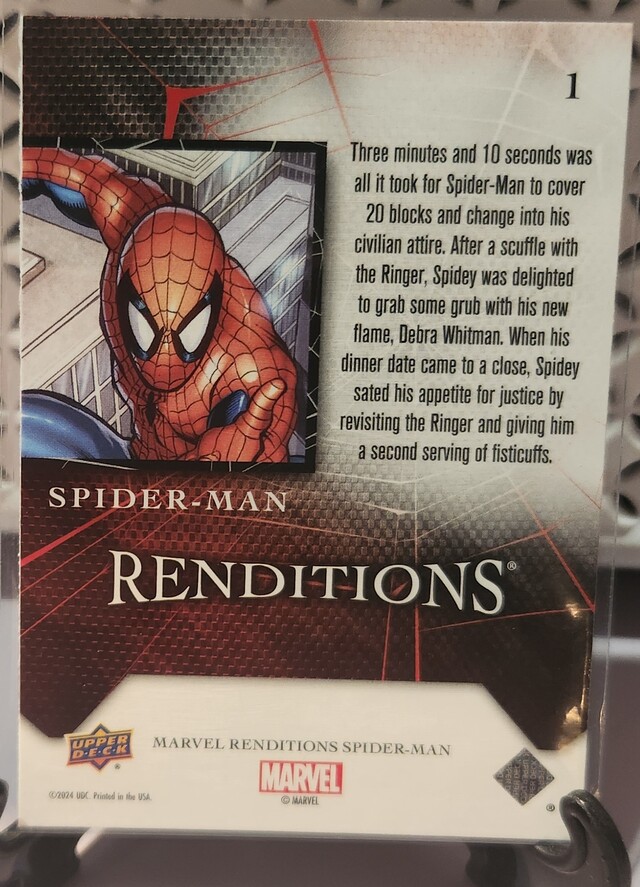 1
Three minutes and 10 seconds was
all it took for Spider-Man to cover
20 blocks and change into his
civilian attire. After a scuffle with
the Ringer, Spidey was delighted
to grab some grub with his new
flame, Debra Whitman. When his
dinner date came to a close, Spidey
sated his appetite for justice by
revisiting the Ringer and giving him
a second serving of fisticuffs.
SPIDER-MAN
RENDITIONS®
UPPER
D·E·C·K
®
MARVEL RENDITIONS SPIDER-MAN
MARVEL
© MARVEL
©2024 UDC. Printed in the USA.
®